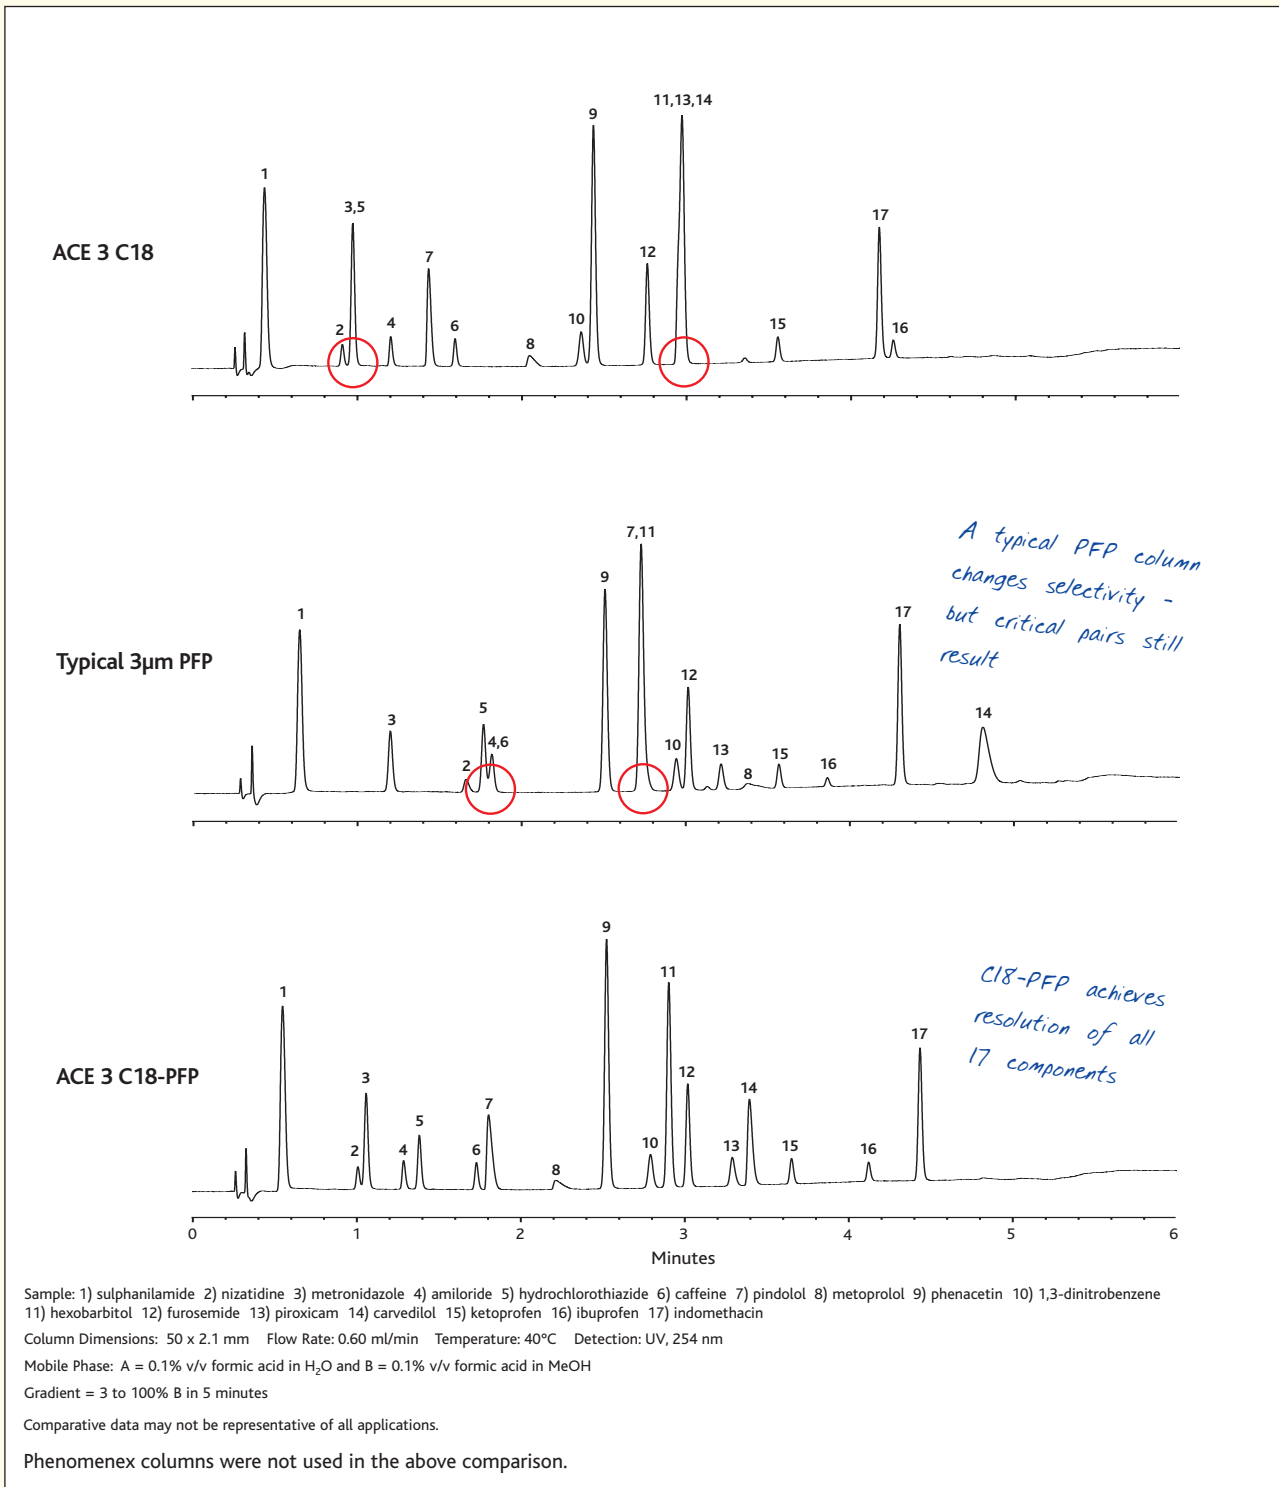 11,13,14
9
1
3,5
17
ACE 3 C18
7
12
2
4
6
10
15
16
8
7,11
A typical PFP column
changes selectivity -
but critical pairs still
result
9
1
17
Typical 3µm PFP
12
5
14
3
4,6
10
13
15
2
8
16
9
C18-PFP achieves
resolution of all
17 components
11
1
17
ACE 3 C18-PFP
3
12
14
7
5
2
4
6
10
13
15
16
8
0 1 2 3 4 5 6
Minutes
Sample: 1) sulphanilamide 2) nizatidine 3) metronidazole 4) amiloride 5) hydrochlorothiazide 6) caffeine 7) pindolol 8) metoprolol 9) phenacetin 10) 1,3-dinitrobenzene
11) hexobarbitol 12) furosemide 13) piroxicam 14) carvedilol 15) ketoprofen 16) ibuprofen 17) indomethacin
Column Dimensions: 50 x 2.1 mm Flow Rate: 0.60 ml/min Temperature: 40°C Detection: UV, 254 nm
Mobile Phase: A = 0.1% v/v formic acid in H₂O and B = 0.1% v/v formic acid in MeOH
Gradient = 3 to 100% B in 5 minutes
Comparative data may not be representative of all applications.
Phenomenex columns were not used in the above comparison.